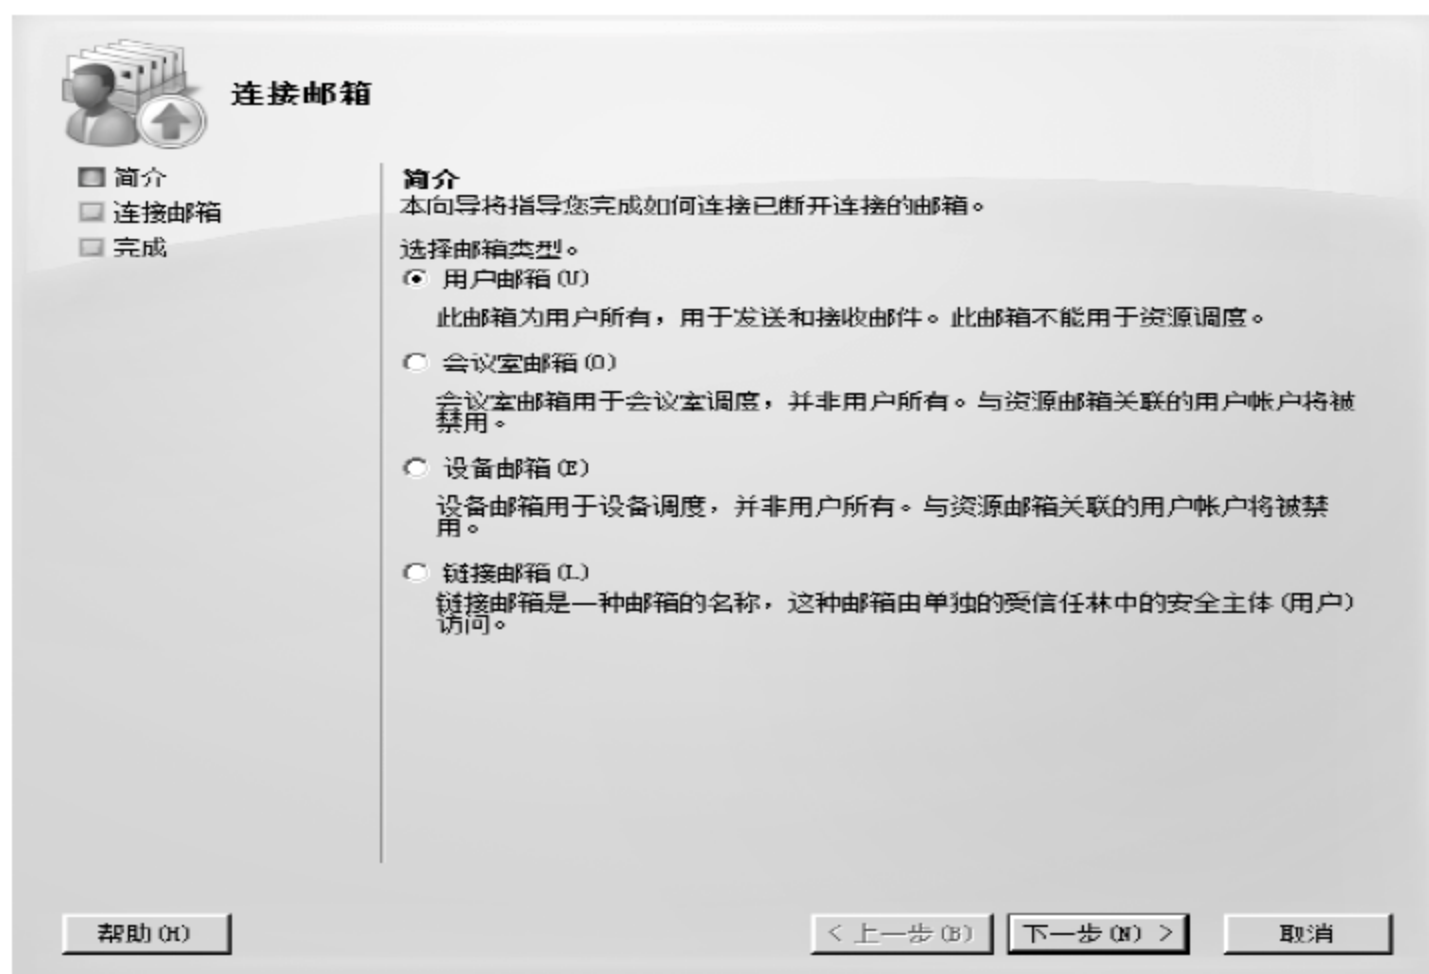 连接邮箱
简介
连接邮箱
完成
简介
本向导将指导您完成如何连接已断开连接的邮箱。
选择邮箱类型。
用户邮箱(U)
此邮箱为用户所有，用于发送和接收邮件。此邮箱不能用于资源调度。
会议室邮箱(O)
会议室邮箱用于会议室调度，并非用户所有。与资源邮箱关联的用户帐户将被
禁用。
设备邮箱(E)
设备邮箱用于设备调度，并非用户所有。与资源邮箱关联的用户帐户将被禁
用。
链接邮箱(L)
链接邮箱是一种邮箱的名称，这种邮箱由单独的受信任林中的安全主体(用户)
访问。
帮助(H)
< 上一步(B)
下一步(N) >
取消